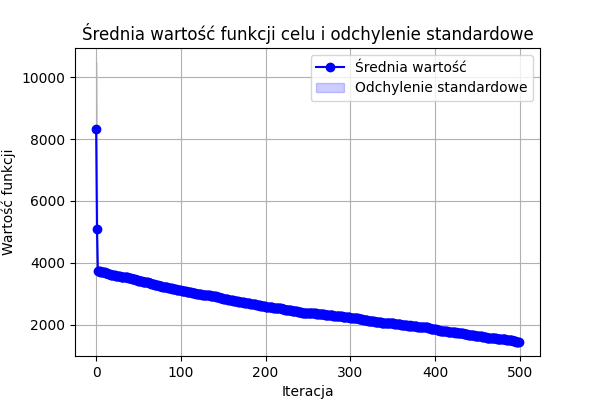 Średnia wartość funkcji celu i odchylenie standardowe
Średnia wartość
Odchylenie standardowe
Wartość funkcji
10000
8000
6000
4000
2000
0
100
200
300
400
500
Iteracja